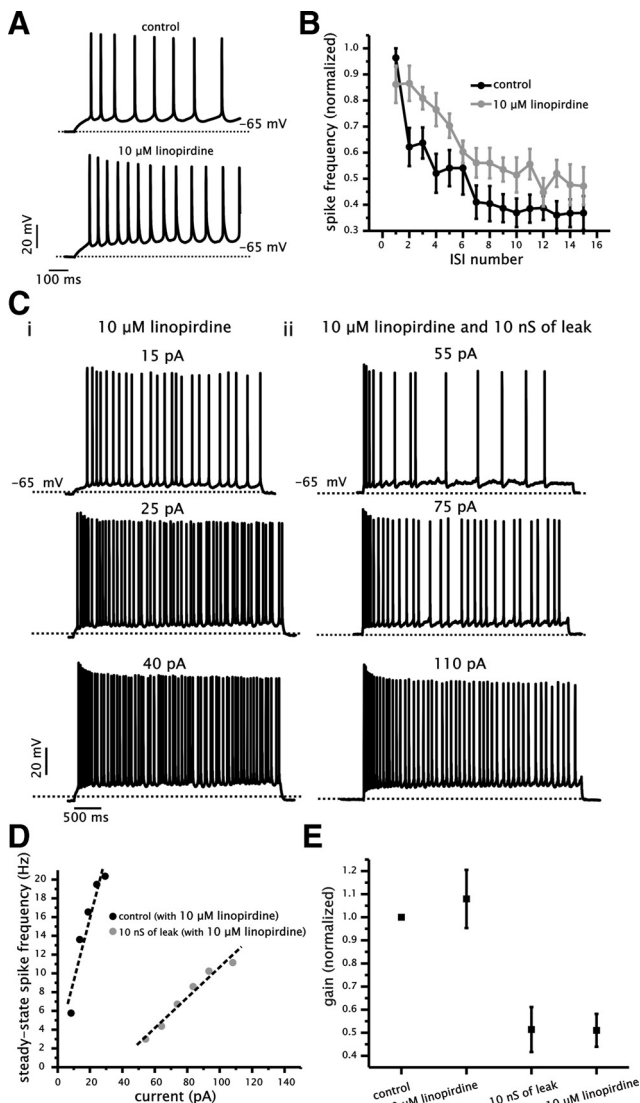 A
control
-65 mV
10 µM linopirdine
-65 mV
20 mV
100 ms
B
spike frequency (normalized)
1.0
0.9
0.8
0.7
0.6
0.5
0.4
0.3
control
10 µM linopirdine
0 2 4 6 8 10 12 14 16
ISI number
C
i 10 µM linopirdine
15 pA
-65 mV
25 pA
40 pA
20 mV
500 ms
ii 10 µM linopirdine and 10 nS of leak
55 pA
-65 mV
75 pA
110 pA
D
steady-state spike frequency (Hz)
20
18
16
14
12
10
8
6
4
2
0
control (with 10 µM linopirdine)
10 nS of leak (with 10 µM linopirdine)
0 20 40 60 80 100 120 140
current (pA)
E
gain (normalized)
1.2
1.1
1.0
0.9
0.8
0.7
0.6
0.5
0.4
control
µM linopirdine
10 nS of leak
10 µM linopirdine